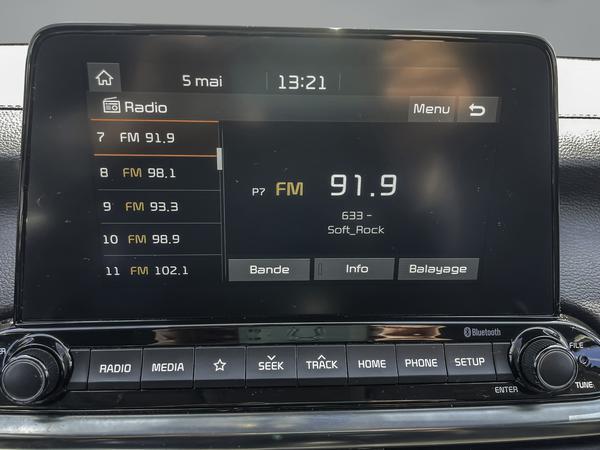 5 mai 13:21
Radio Menu
7 FM 91.9
8 FM 98.1
9 FM 93.3
10 FM 98.9
11 FM 102.1
P7 FM 91.9
633 -
Soft_Rock
Bande Info Balayage
Bluetooth
RADIO MEDIA SEEK TRACK HOME PHONE SETUP
ENTER
FILE
TUNE